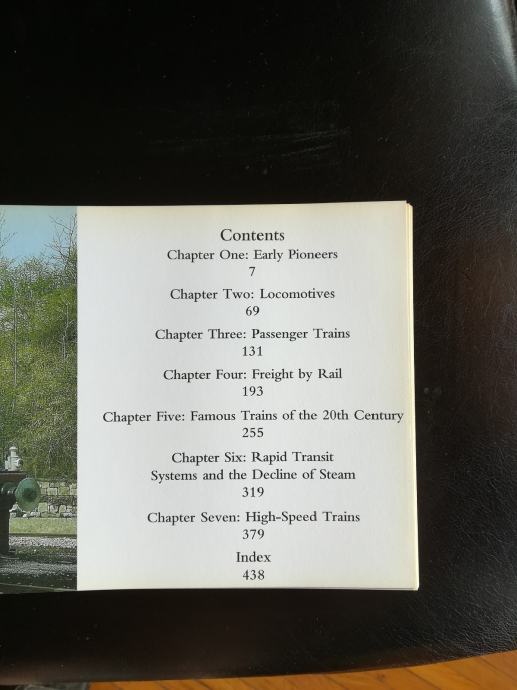 Contents
Chapter One: Early Pioneers
7
Chapter Two: Locomotives
69
Chapter Three: Passenger Trains
131
Chapter Four: Freight by Rail
193
Chapter Five: Famous Trains of the 20th Century
255
Chapter Six: Rapid Transit
Systems and the Decline of Steam
319
Chapter Seven: High-Speed Trains
379
Index
438